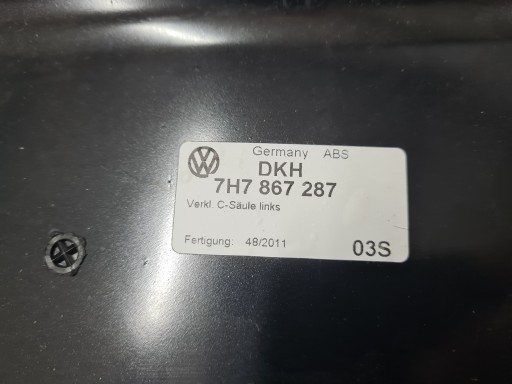 Germany ABS
DKH
7H7 867 287
Verkl. C-Säule links
Fertigung: 48/2011 03S